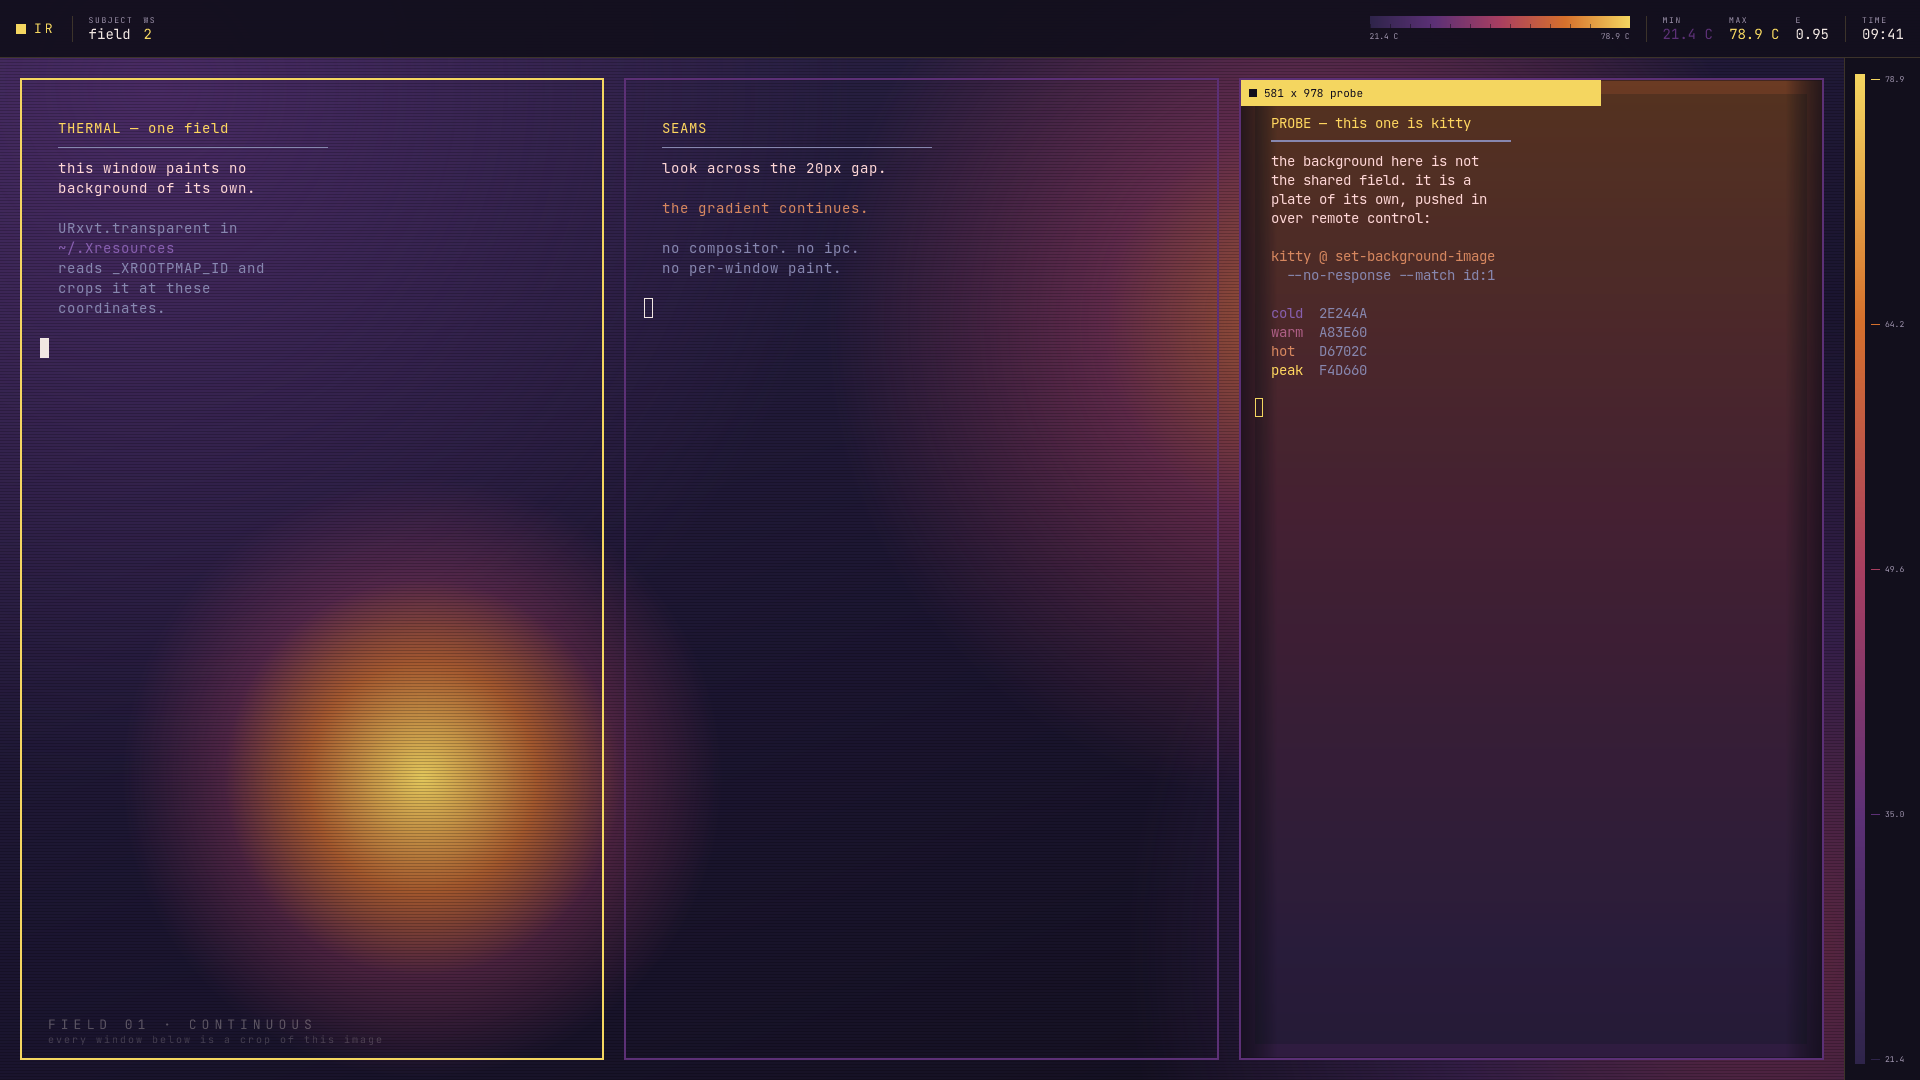 IR
SUBJECT WS
field 2
21.4 C 78.9 C
MIN MAX E TIME
21.4 C 78.9 C 0.95 09:41
THERMAL — one field
this window paints no
background of its own.
URxvt.transparent in
~/.Xresources
reads _XROOTPMAP_ID and
crops it at these
coordinates.
FIELD 01 · CONTINUOUS
every window below is a crop of this image
SEAMS
look across the 20px gap.
the gradient continues.
no compositor. no ipc.
no per-window paint.
581 x 978 probe
PROBE — this one is kitty
the background here is not
the shared field. it is a
plate of its own, pushed in
over remote control:
kitty @ set-background-image
--no-response --match id:1
cold 2E244A
warm A83E60
hot D6702C
peak F4D660
78.9
64.2
49.6
35.0
21.4